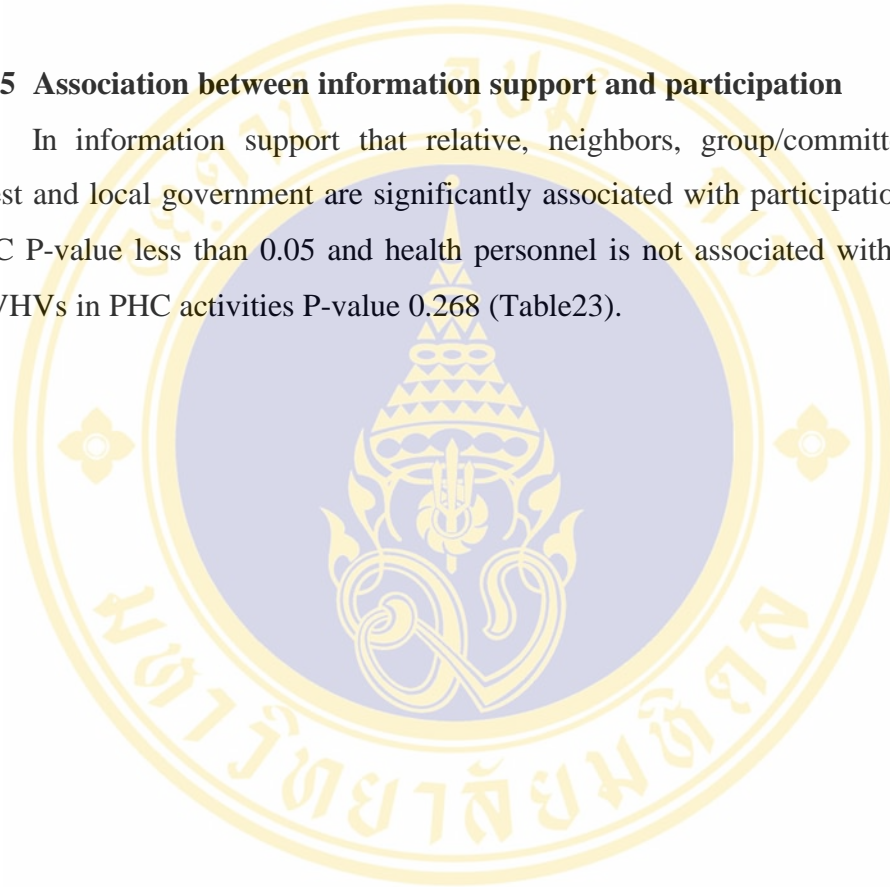 5 Association between information support and participation
In information support that relative, neighbors, group/committ
est and local government are significantly associated with participatio
C P-value less than 0.05 and health personnel is not associated with
VHVs in PHC activities P-value 0.268 (Table23).
มหาวิทยาลัยมหิดล